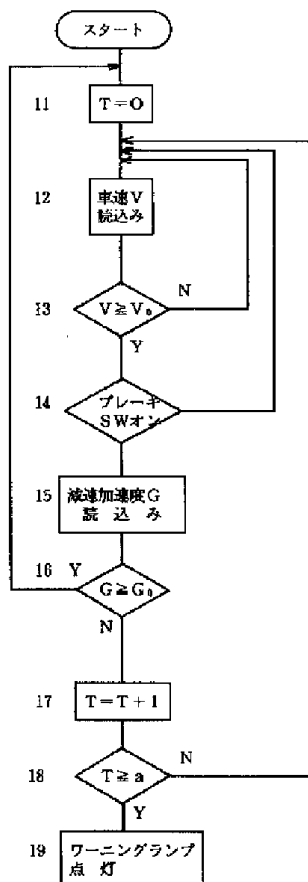 スタート
11
T=O
12
車速V
読込み
N
13
V≧V₀
Y
14
ブレーキ
SWオン
15
減速加速度G
読込み
16
Y
G≧G₀
N
17
T=T+1
N
18
T≧a
Y
19
ワーニングランプ
点灯